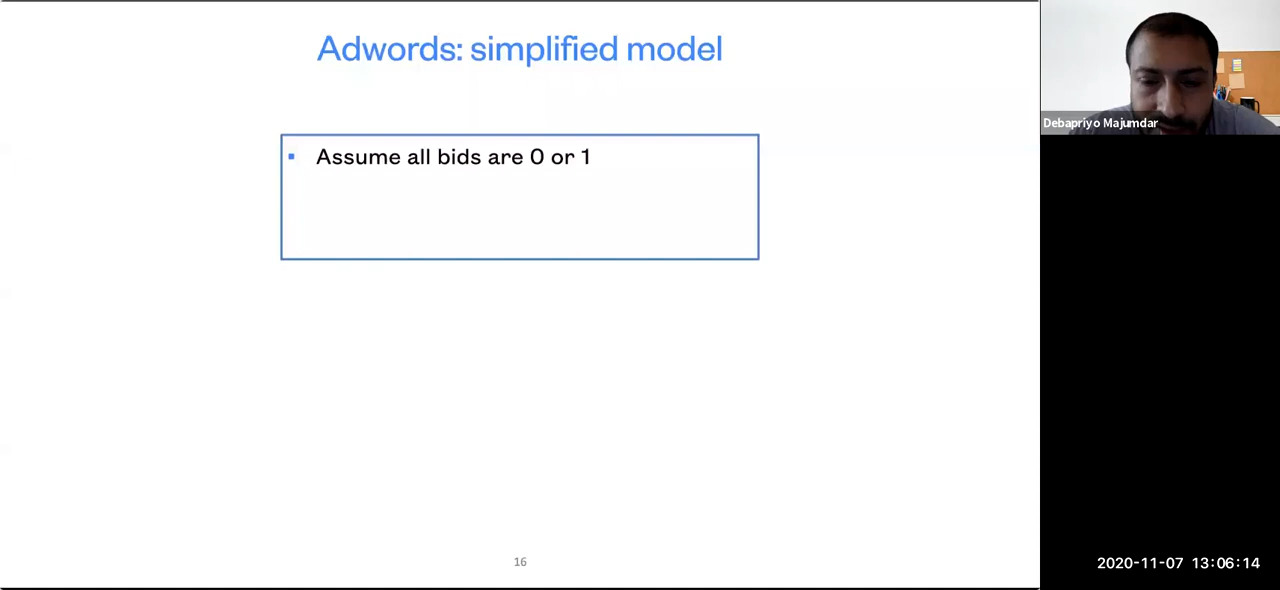 Adwords: simplified model
Assume all bids are 0 or 1
16
Debapriyo Majumdar
2020-11-07 13:06:14